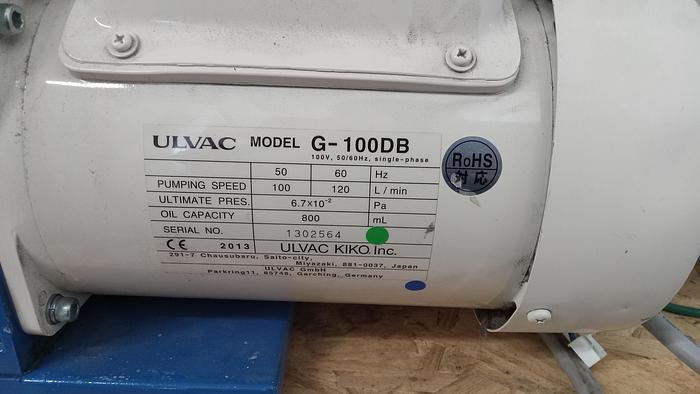 ULVAC MODEL G-100DB
100V, 50/60Hz, single-phase
50 60 Hz
PUMPING SPEED 100 120 L/min
ULTIMATE PRES. 6.7×10⁻² Pa
OIL CAPACITY 800 mL
SERIAL NO. 1302564
CE 2013 ULVAC KIKO, Inc.
291-7 Chausubaru, Saito-city,
Miyazaki, 881-0037, Japan
ULVAC GmbH
Parkring11, 85748, Garching, Germany
RoHS
対応